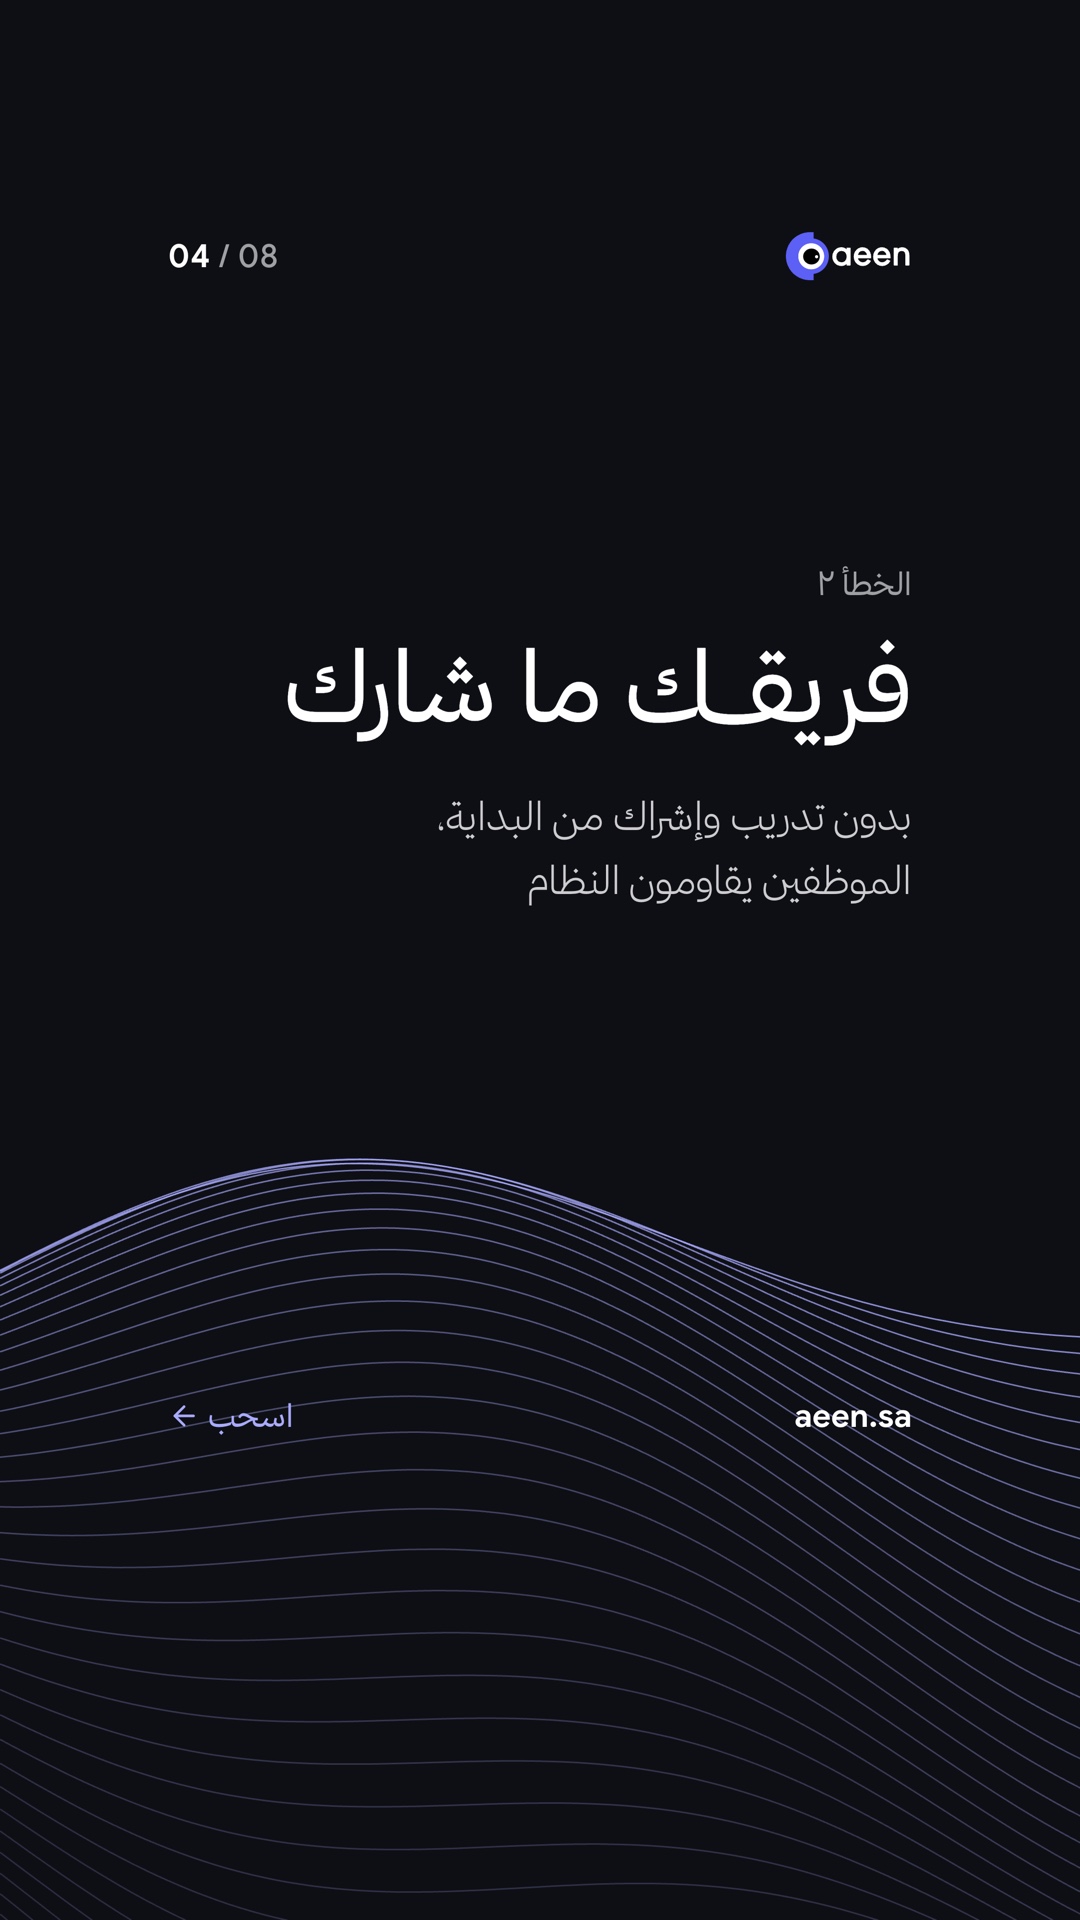 aeen
04 / 08
الخطأ ٢
فريقك ما شارك
بدون تدريب وإشراك من البداية،
الموظفين يقاومون النظام
aeen.sa
اسحب ←